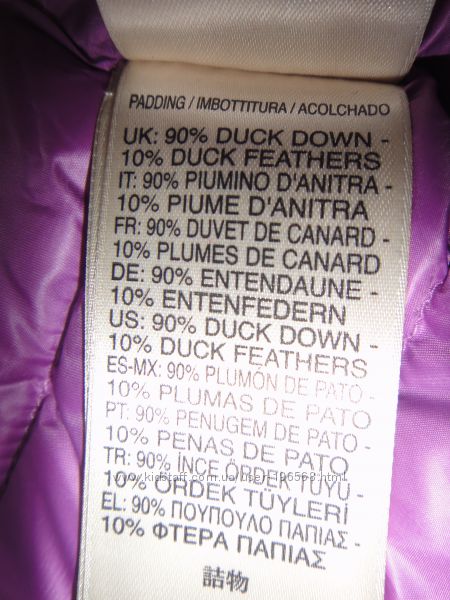 PADDING / IMBOTTITURA / ACOLCHADO
UK: 90% DUCK DOWN -
10% DUCK FEATHERS
IT: 90% PIUMINO D'ANITRA -
10% PIUME D'ANITRA
FR: 90% DUVET DE CANARD -
10% PLUMES DE CANARD
DE: 90% ENTENDAUNE -
10% ENTENFEDERN
US: 90% DUCK DOWN -
10% DUCK FEATHERS
ES-MX: 90% PLUMÓN DE PATO -
10% PLUMAS DE PATO
PT: 90% PENUGEM DE PATO -
10% PENAS DE PATO
TR: 90% İNCE ÖRDEK TÜYÜ -
10% ÖRDEK TÜYLERİ
EL: 90% ΠΟΥΠΟΥΛΟ ΠΑΠΙΑΣ -
10% ΦΤΕΡΑ ΠΑΠΙΑΣ
詰物